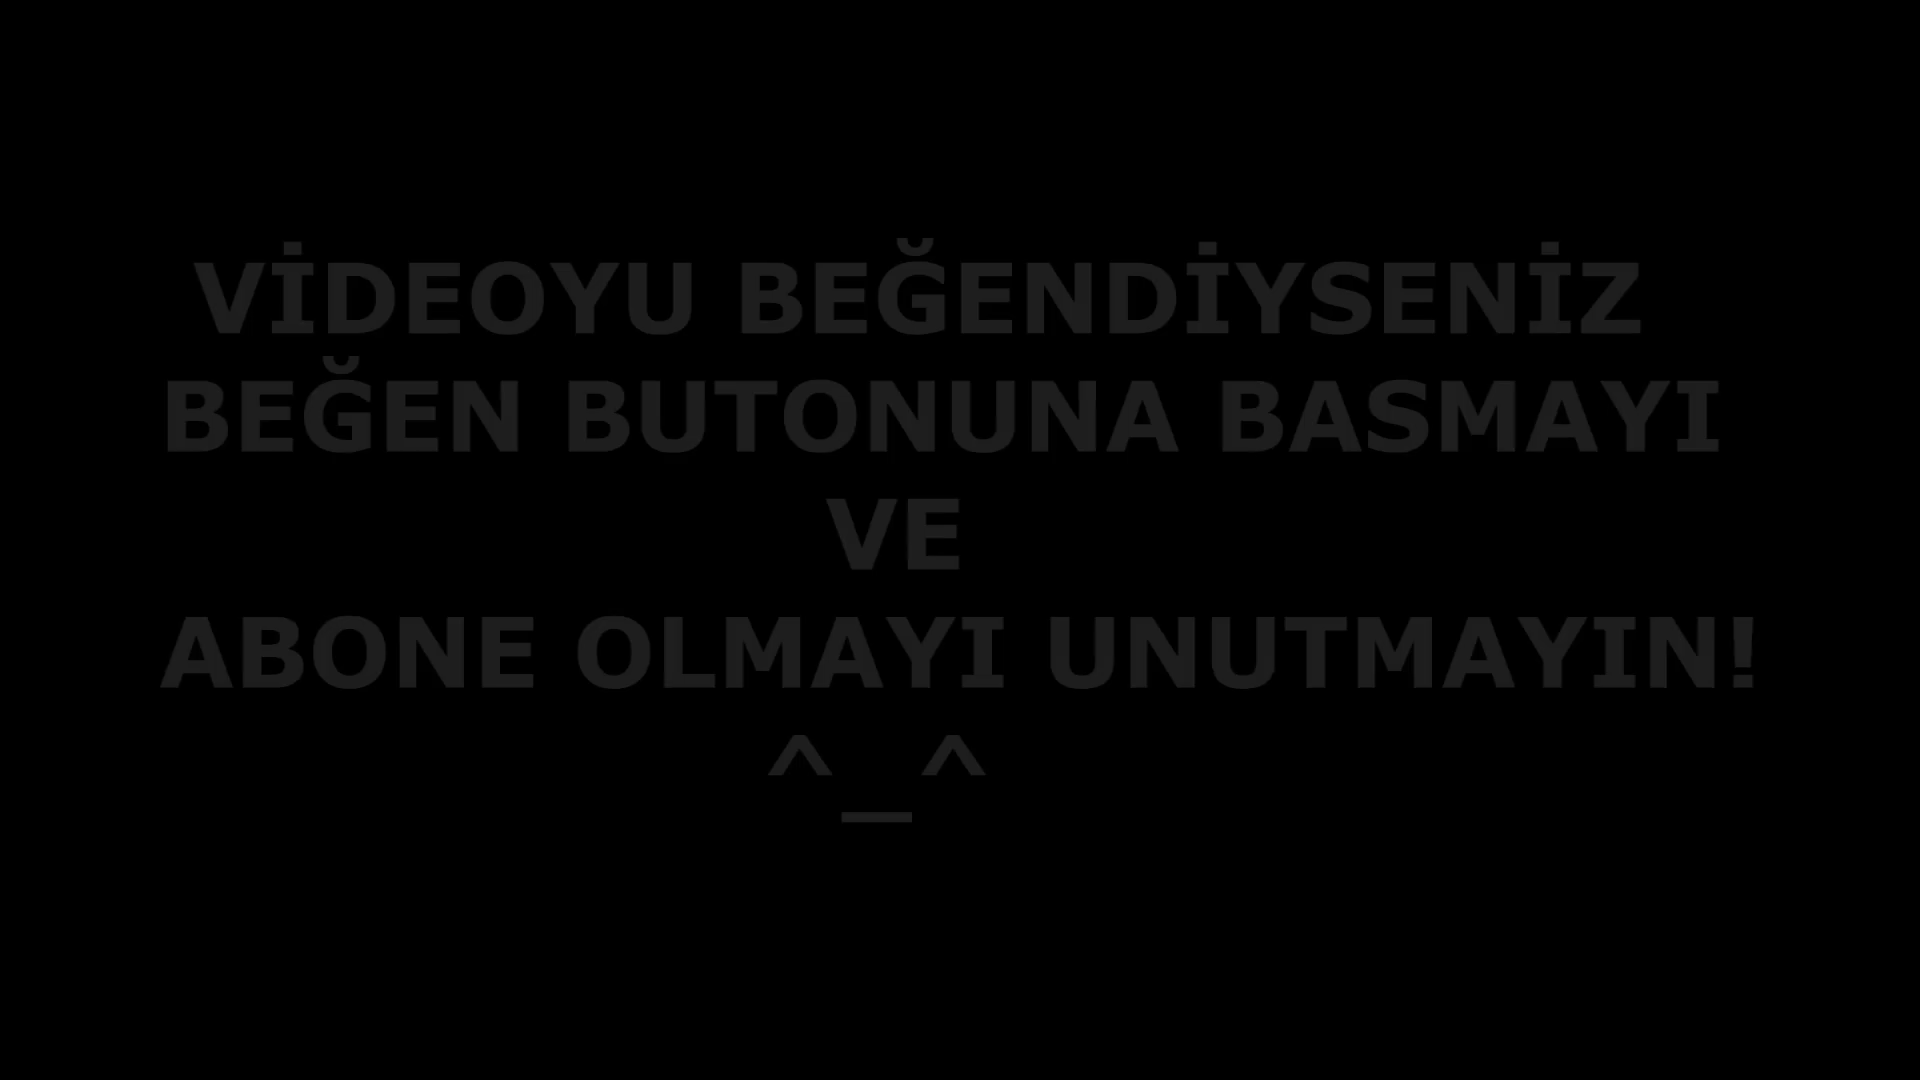 VİDEOYU BEĞENDİYSENİZ
BEĞEN BUTONUNA BASMAYI
VE
ABONE OLMAYI UNUTMAYIN!
^_^